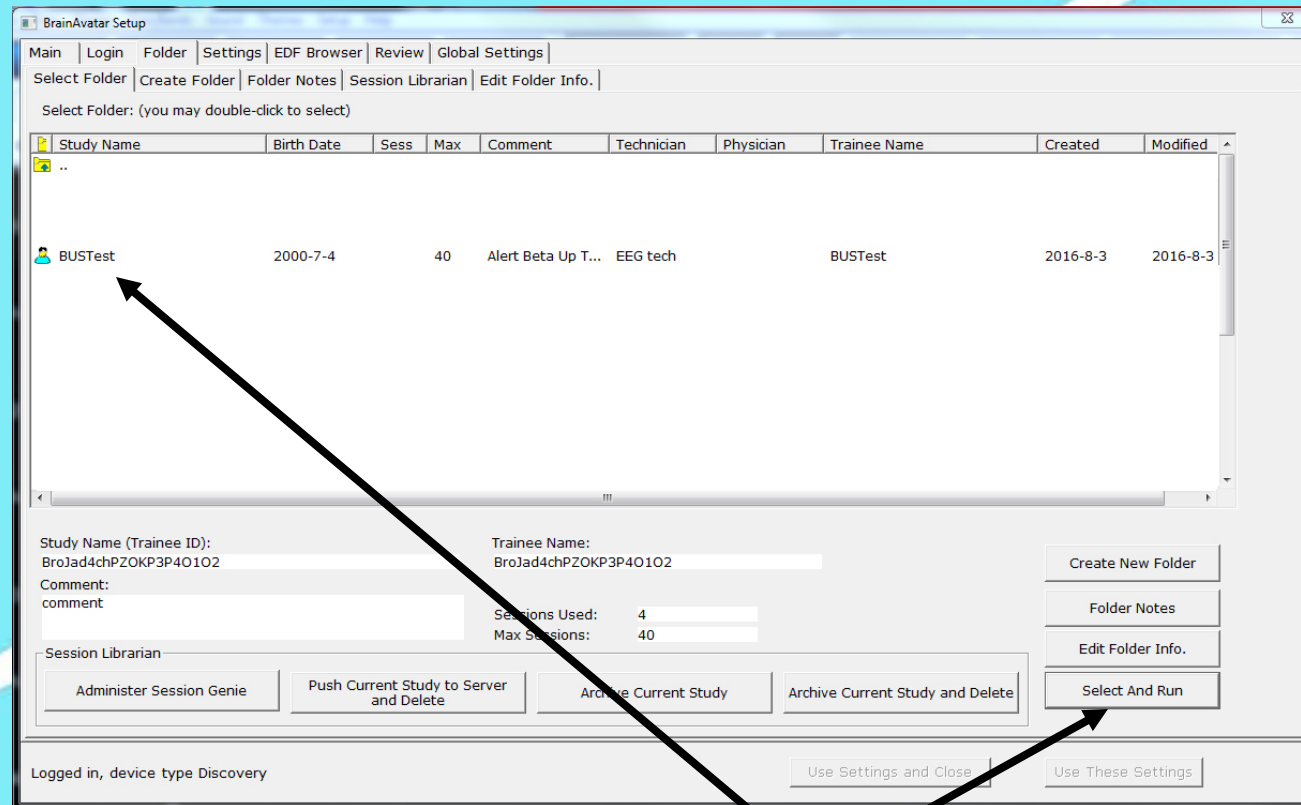 BrainAvatar Setup
Main Login Folder Settings EDF Browser Review Global Settings
Select Folder Create Folder Folder Notes Session Librarian Edit Folder Info.
Select Folder: (you may double-click to select)
Study Name Birth Date Sess Max Comment Technician Physician Trainee Name Created Modified
..
BUSTest 2000-7-4 40 Alert Beta Up T... EEG tech BUSTest 2016-8-3 2016-8-3
Study Name (Trainee ID): Trainee Name:
BroJad4chPZOKP3P4O1O2 BroJad4chPZOKP3P4O1O2
Create New Folder
Comment:
comment
Sessions Used: 4
Folder Notes
Max Sessions: 40
Edit Folder Info.
Session Librarian
Administer Session Genie
Push Current Study to Server
and Delete
Archive Current Study
Archive Current Study and Delete
Select And Run
Logged in, device type Discovery
Use Settings and Close
Use These Settings